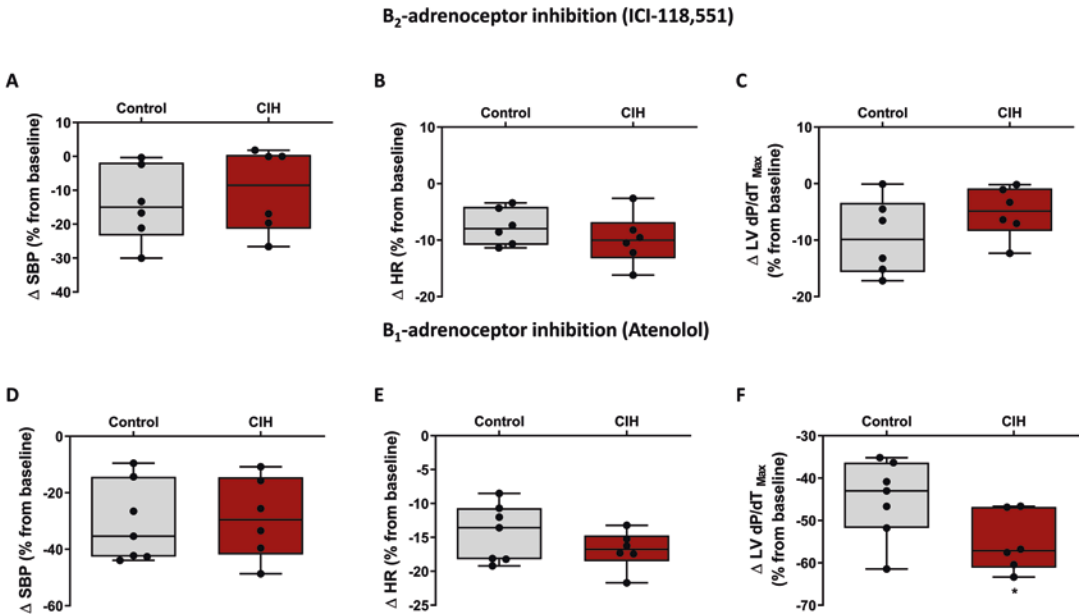 B₂-adrenoceptor inhibition (ICI-118,551)
A
Control CIH
Δ SBP (% from baseline)
10
0
-10
-20
-30
-40
B
Control CIH
Δ HR (% from baseline)
10
0
-10
-20
C
Control CIH
Δ LV dP/dT Max
(% from baseline)
10
0
-10
-20
B₁-adrenoceptor inhibition (Atenolol)
D
Control CIH
Δ SBP (% from baseline)
0
-20
-40
-60
E
Control CIH
Δ HR (% from baseline)
0
-5
-10
-15
-20
-25
F
Control CIH
Δ LV dP/dT Max
(% from baseline)
-30
-40
-50
-60
-70
*